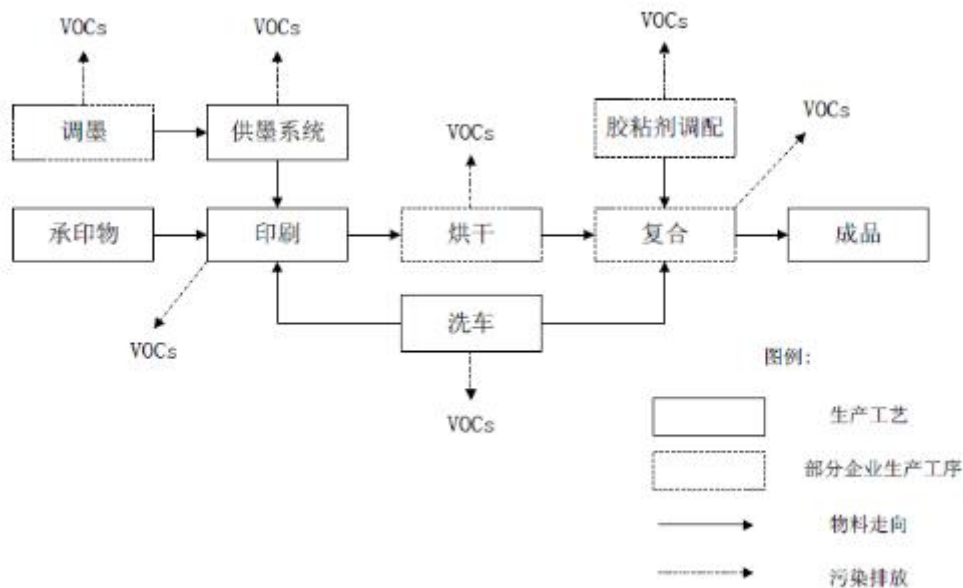 VOCs
VOCs
VOCs
调墨
供墨系统
VOCs
胶粘剂调配
VOCs
承印物
印刷
烘干
复合
成品
VOCs
洗车
VOCs
图例:
生产工艺
部分企业生产工序
物料走向
污染排放